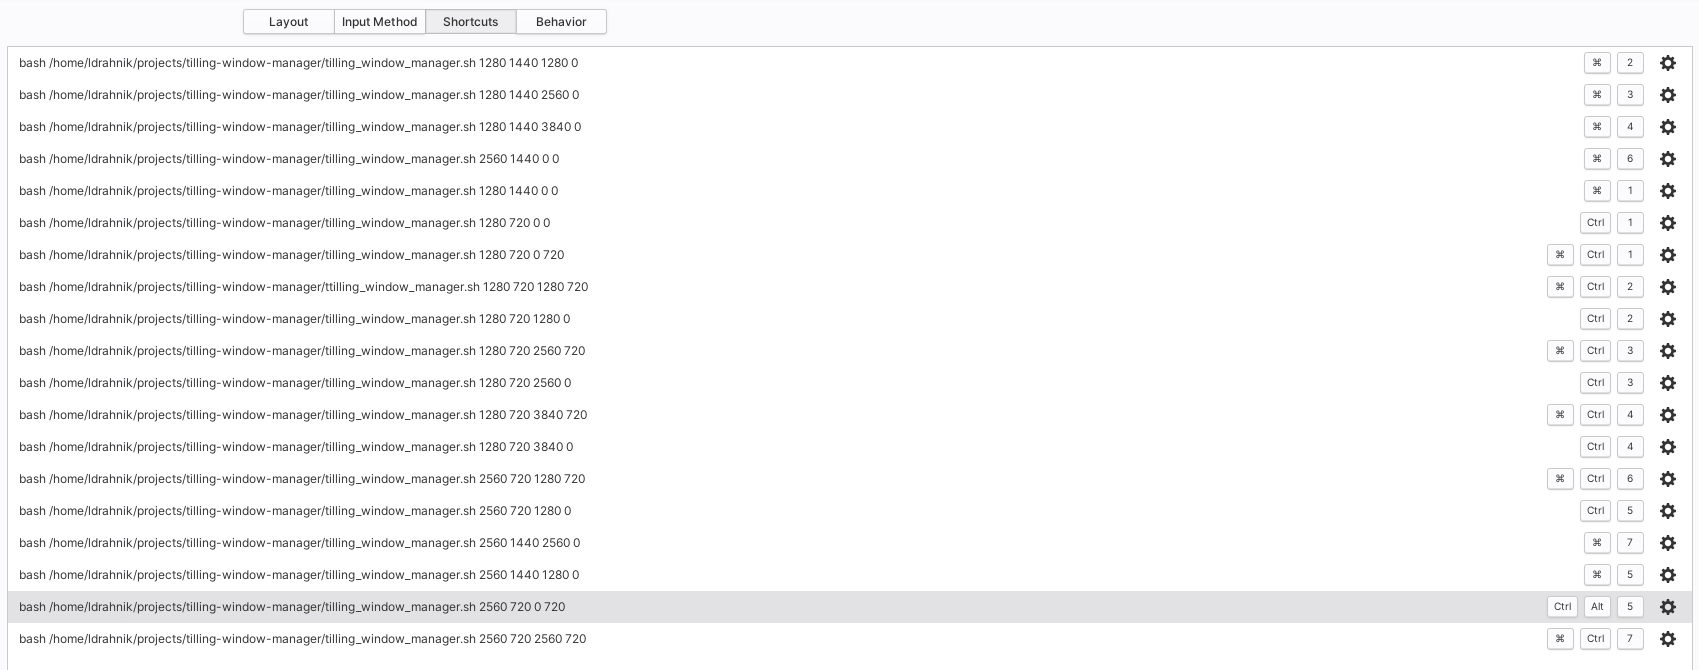 Layout Input Method Shortcuts Behavior
bash /home/ldrahnik/projects/tilling-window-manager/tilling_window_manager.sh 1280 1440 1280 0 ⌘ 2
bash /home/ldrahnik/projects/tilling-window-manager/tilling_window_manager.sh 1280 1440 2560 0 ⌘ 3
bash /home/ldrahnik/projects/tilling-window-manager/tilling_window_manager.sh 1280 1440 3840 0 ⌘ 4
bash /home/ldrahnik/projects/tilling-window-manager/tilling_window_manager.sh 2560 1440 0 0 ⌘ 6
bash /home/ldrahnik/projects/tilling-window-manager/tilling_window_manager.sh 1280 1440 0 0 ⌘ 1
bash /home/ldrahnik/projects/tilling-window-manager/tilling_window_manager.sh 1280 720 0 0 Ctrl 1
bash /home/ldrahnik/projects/tilling-window-manager/tilling_window_manager.sh 1280 720 0 720 ⌘ Ctrl 1
bash /home/ldrahnik/projects/tilling-window-manager/ttilling_window_manager.sh 1280 720 1280 720 ⌘ Ctrl 2
bash /home/ldrahnik/projects/tilling-window-manager/tilling_window_manager.sh 1280 720 1280 0 Ctrl 2
bash /home/ldrahnik/projects/tilling-window-manager/tilling_window_manager.sh 1280 720 2560 720 ⌘ Ctrl 3
bash /home/ldrahnik/projects/tilling-window-manager/tilling_window_manager.sh 1280 720 2560 0 Ctrl 3
bash /home/ldrahnik/projects/tilling-window-manager/tilling_window_manager.sh 1280 720 3840 720 ⌘ Ctrl 4
bash /home/ldrahnik/projects/tilling-window-manager/tilling_window_manager.sh 1280 720 3840 0 Ctrl 4
bash /home/ldrahnik/projects/tilling-window-manager/tilling_window_manager.sh 2560 720 1280 720 ⌘ Ctrl 6
bash /home/ldrahnik/projects/tilling-window-manager/tilling_window_manager.sh 2560 720 1280 0 Ctrl 5
bash /home/ldrahnik/projects/tilling-window-manager/tilling_window_manager.sh 2560 1440 2560 0 ⌘ 7
bash /home/ldrahnik/projects/tilling-window-manager/tilling_window_manager.sh 2560 1440 1280 0 ⌘ 5
bash /home/ldrahnik/projects/tilling-window-manager/tilling_window_manager.sh 2560 720 0 720 Ctrl Alt 5
bash /home/ldrahnik/projects/tilling-window-manager/tilling_window_manager.sh 2560 720 2560 720 ⌘ Ctrl 7